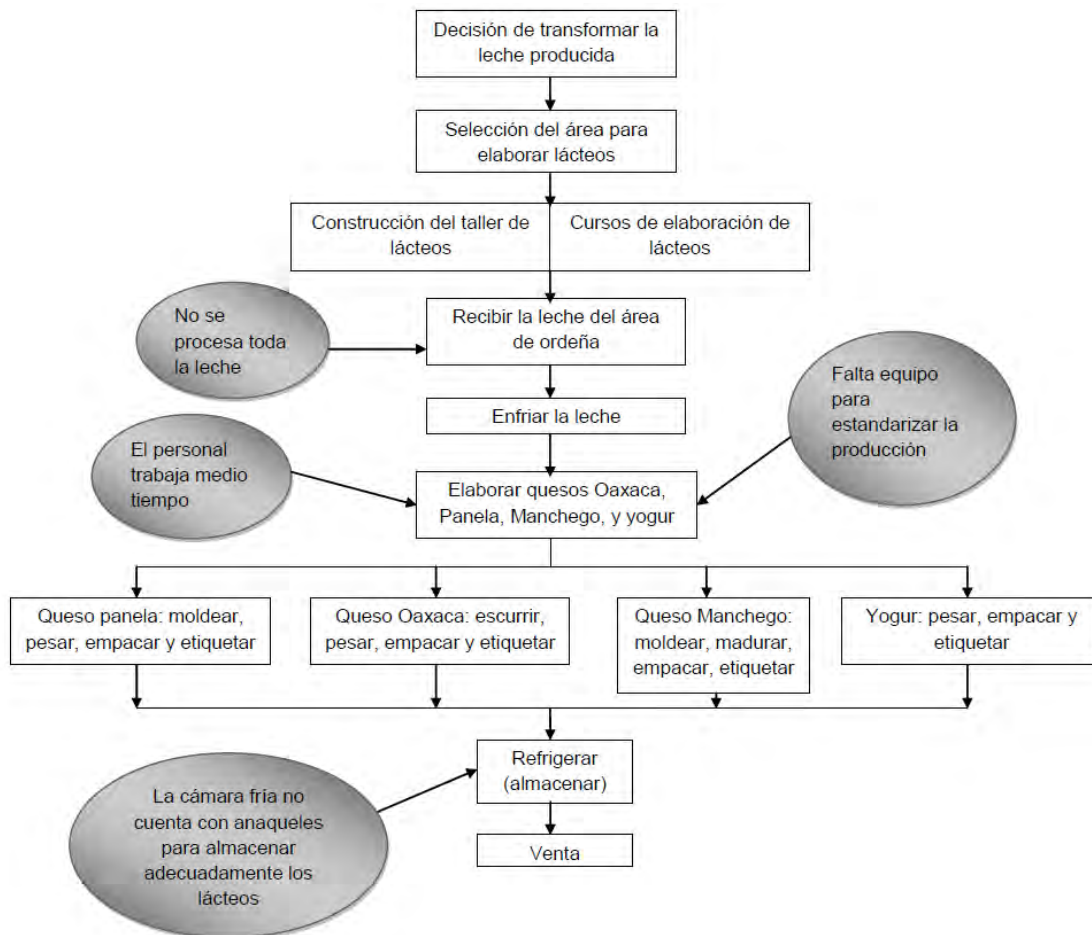 Decisión de transformar la
leche producida
Selección del área para
elaborar lácteos
Construcción del taller de
lácteos
Cursos de elaboración de
lácteos
No se
procesa toda
la leche
Recibir la leche del área
de ordeña
Falta equipo
para
estandarizar la
producción
Enfriar la leche
El personal
trabaja medio
tiempo
Elaborar quesos Oaxaca,
Panela, Manchego, y yogur
Queso panela: moldear,
pesar, empacar y etiquetar
Queso Oaxaca: escurrir,
pesar, empacar y etiquetar
Queso Manchego:
moldear, madurar,
empacar, etiquetar
Yogur: pesar, empacar y
etiquetar
Refrigerar
(almacenar)
La cámara fría no
cuenta con anaqueles
para almacenar
adecuadamente los
lácteos
Venta